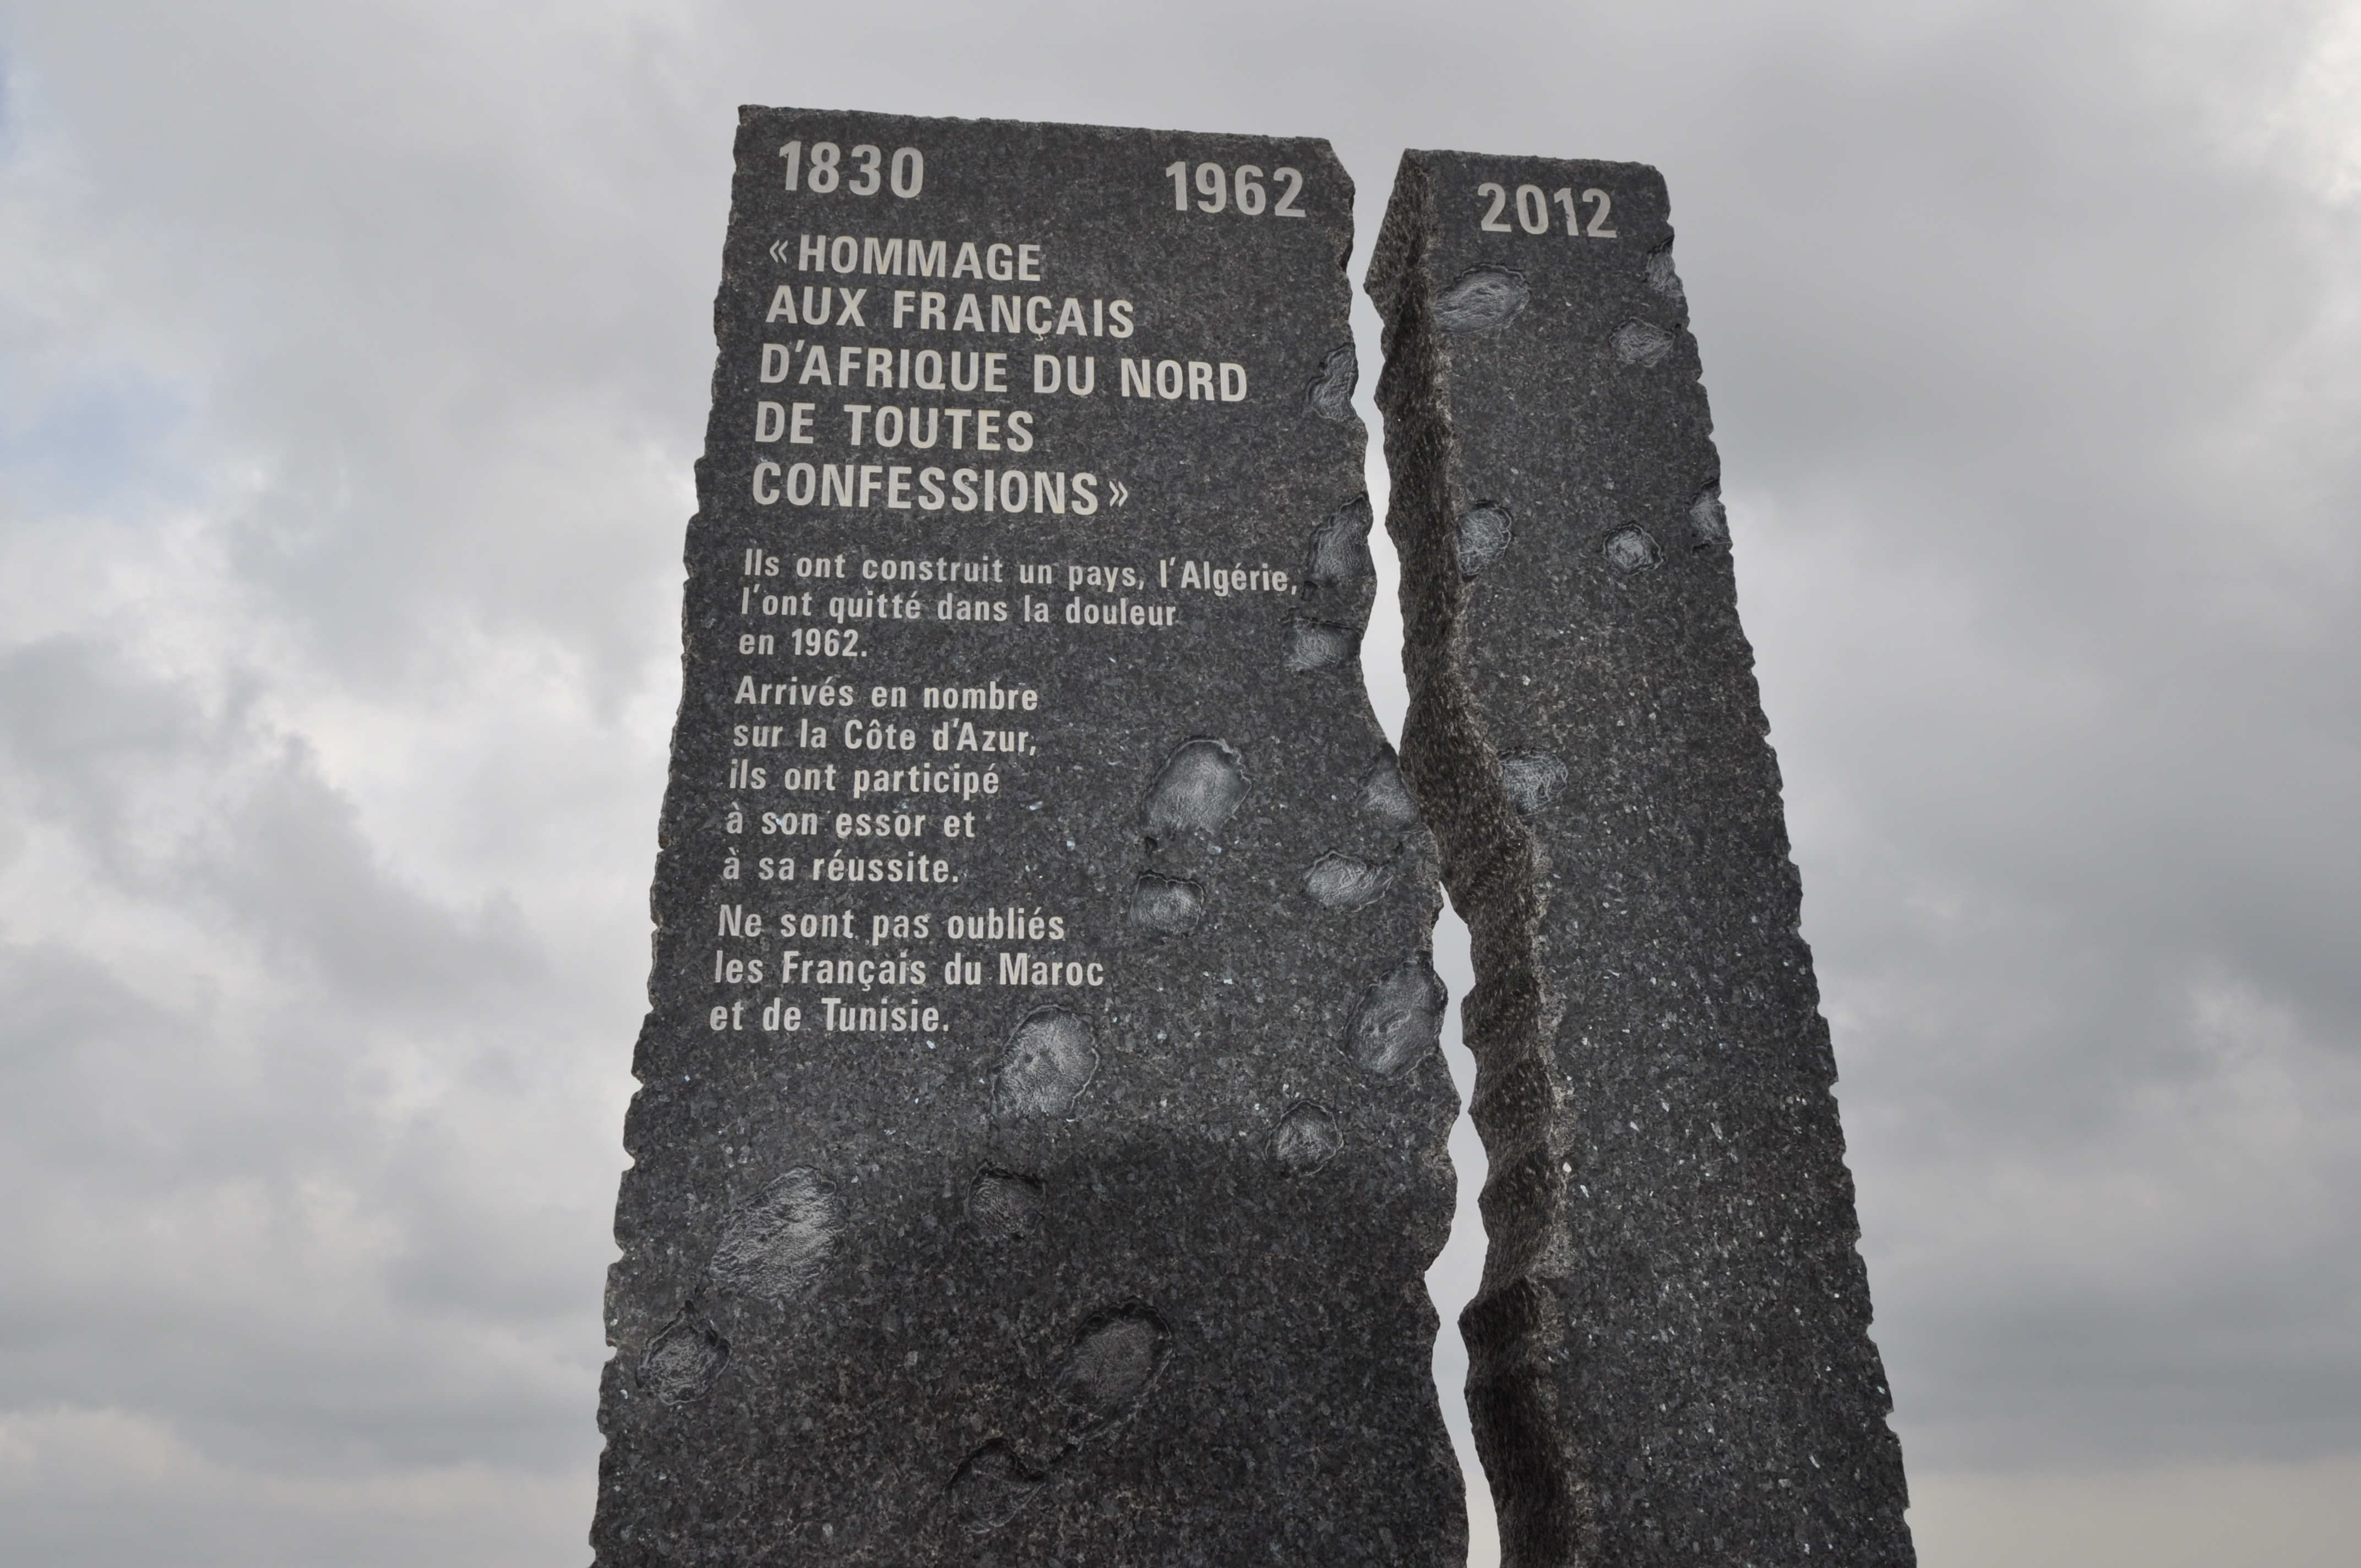 1830 1962 2012
« HOMMAGE
AUX FRANÇAIS
D'AFRIQUE DU NORD
DE TOUTES
CONFESSIONS »
Ils ont construit un pays, l'Algérie,
l'ont quitté dans la douleur
en 1962.
Arrivés en nombre
sur la Côte d'Azur,
ils ont participé
à son essor et
à sa réussite.
Ne sont pas oubliés
les Français du Maroc
et de Tunisie.